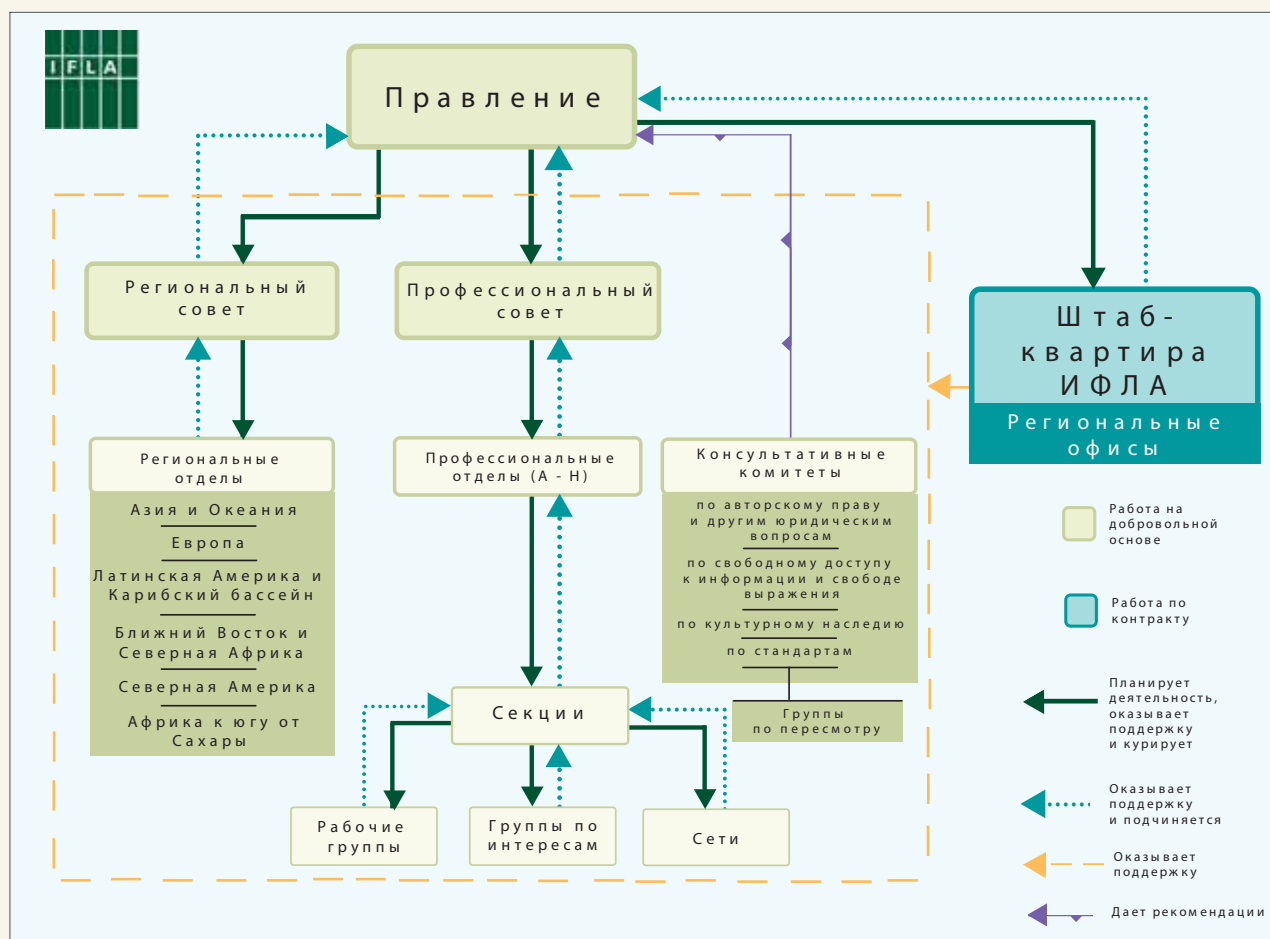 IFLA
Правление
Региональный
совет
Профессиональный
совет
Штаб-
квартира
ИФЛА
Региональные
офисы
Региональные
отделы
Азия и Океания
Европа
Латинская Америка и
Карибский бассейн
Ближний Восток и
Северная Африка
Северная Америка
Африка к югу от
Сахары
Профессиональные
отделы (A - H)
Консультативные
комитеты
по авторскому праву
и другим юридическим
вопросам
по свободному доступу
к информации и свободе
выражения
по культурному наследию
по стандартам
Группы
по пересмотру
Секции
Рабочие
группы
Группы по
интересам
Сети
Работа на
добровольной
основе
Работа по
контракту
Планирует
деятельность,
оказывает
поддержку
и курирует
Оказывает
поддержку
и подчиняется
Оказывает
поддержку
Дает рекомендации